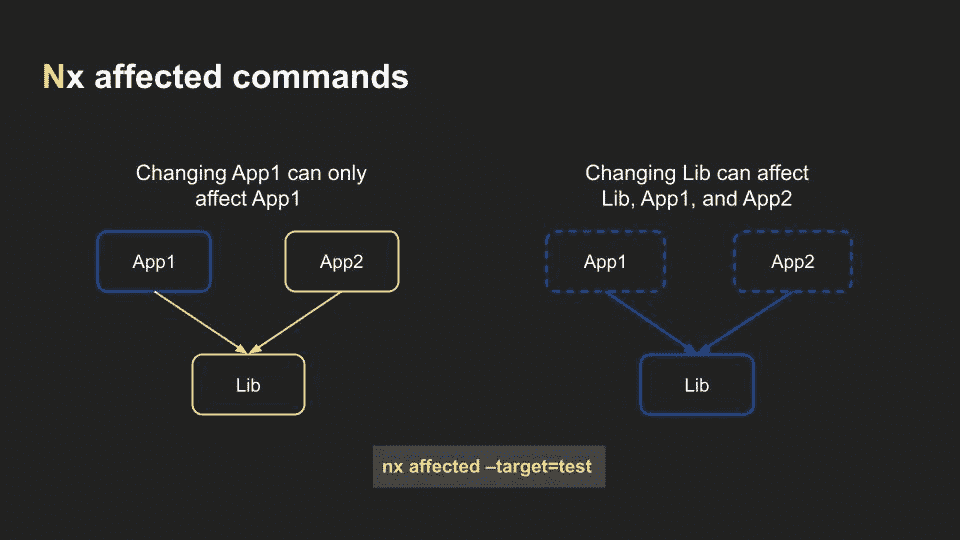 Nx affected commands
Changing App1 can only
affect App1
App1
App2
Lib
Changing Lib can affect
Lib, App1, and App2
App1
App2
Lib
nx affected –target=test